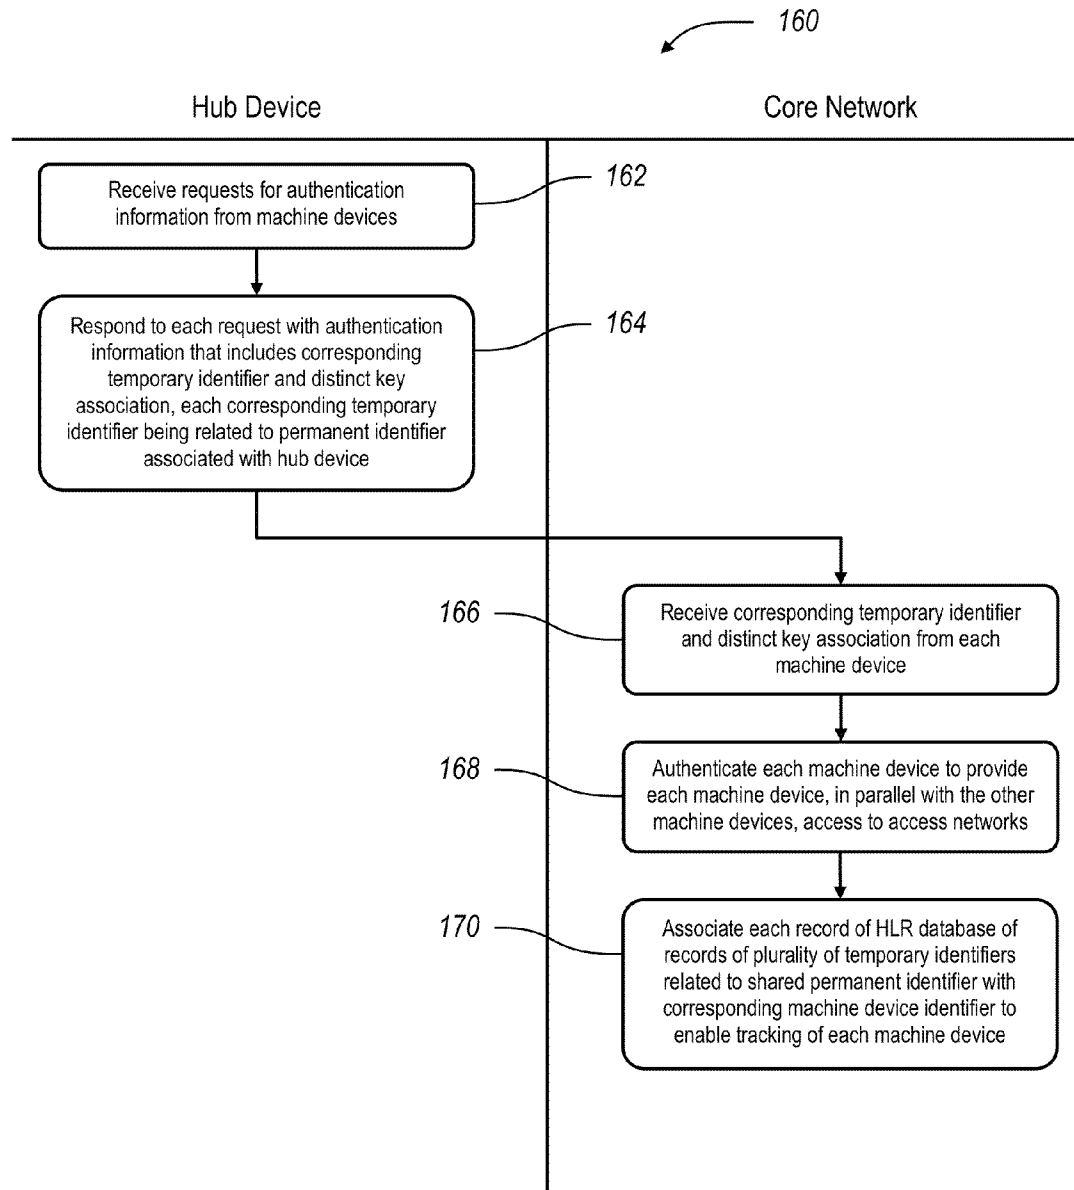 160
Hub Device
Core Network
Receive requests for authentication
information from machine devices
162
Respond to each request with authentication
information that includes corresponding
temporary identifier and distinct key
association, each corresponding temporary
identifier being related to permanent identifier
associated with hub device
164
166
Receive corresponding temporary identifier
and distinct key association from each
machine device
168
Authenticate each machine device to provide
each machine device, in parallel with the other
machine devices, access to access networks
170
Associate each record of HLR database of
records of plurality of temporary identifiers
related to shared permanent identifier with
corresponding machine device identifier to
enable tracking of each machine device